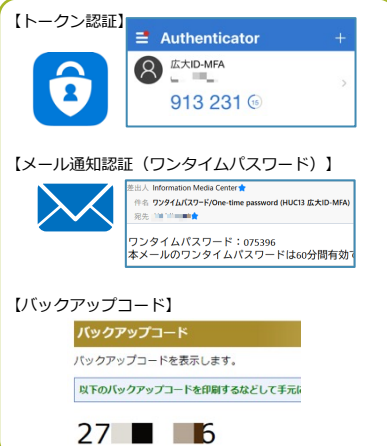 【トークン認証】
Authenticator
広大ID-MFA
913 231 15
【メール通知認証（ワンタイムパスワード）】
差出人 Information Media Center
件名 ワンタイムパスワード/One-time password (HUC13 広大ID-MFA)
宛先
ワンタイムパスワード：075396
本メールのワンタイムパスワードは60分間有効で
【バックアップコード】
バックアップコード
バックアップコードを表示します。
以下のバックアップコードを印刷するなどして手元に
27 6